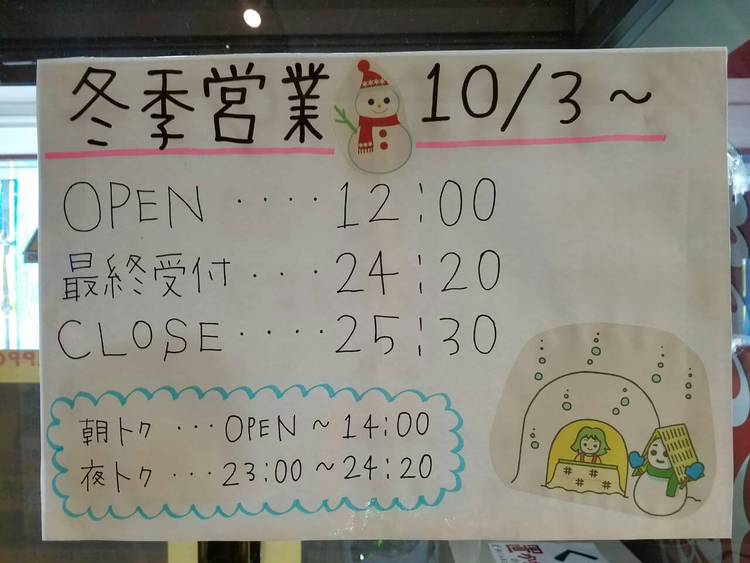 冬季営業 10/3～
OPEN ････ 12:00
最終受付 ･･･ 24:20
CLOSE ････ 25:30
朝トク ･･･ OPEN ～ 14:00
夜トク ･･･ 23:00 ～ 24:20